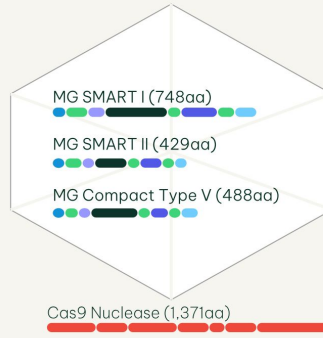 MG SMART I (748aa)
MG SMART II (429aa)
MG Compact Type V (488aa)
Cas9 Nuclease (1,371aa)